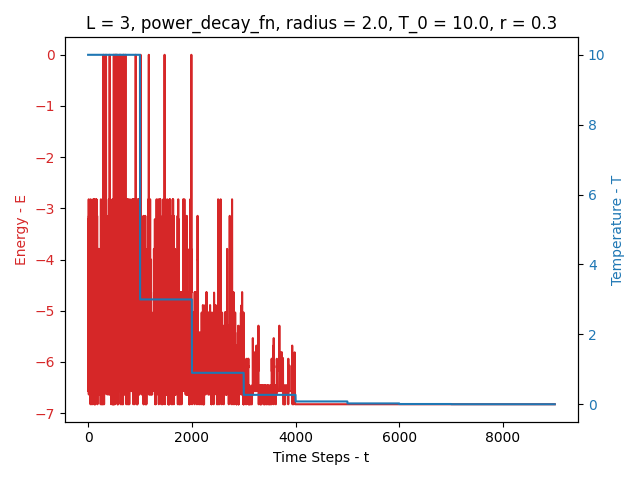 L = 3, power_decay_fn, radius = 2.0, T_0 = 10.0, r = 0.3
Energy - E
0
−1
−2
−3
−4
−5
−6
−7
10
8
6
4
2
0
Temperature - T
0 2000 4000 6000 8000
Time Steps - t